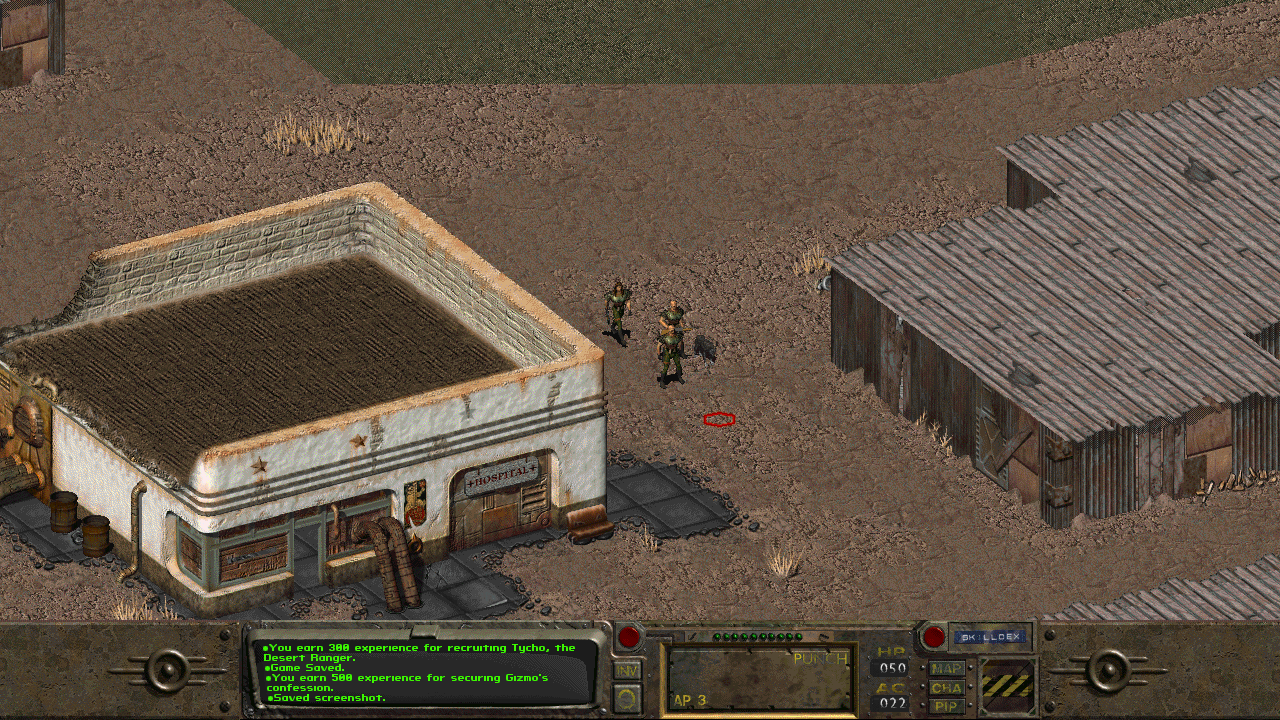 +HOSPITAL+
•You earn 300 experience for recruiting Tycho, the
Desert Ranger.
•Game Saved.
•You earn 500 experience for securing Gizmo's
confession.
•Saved screenshot.
INV
PUNCH
AP 3
HP
050
AC
022
SKILLDEX
MAP
CHA
PIP